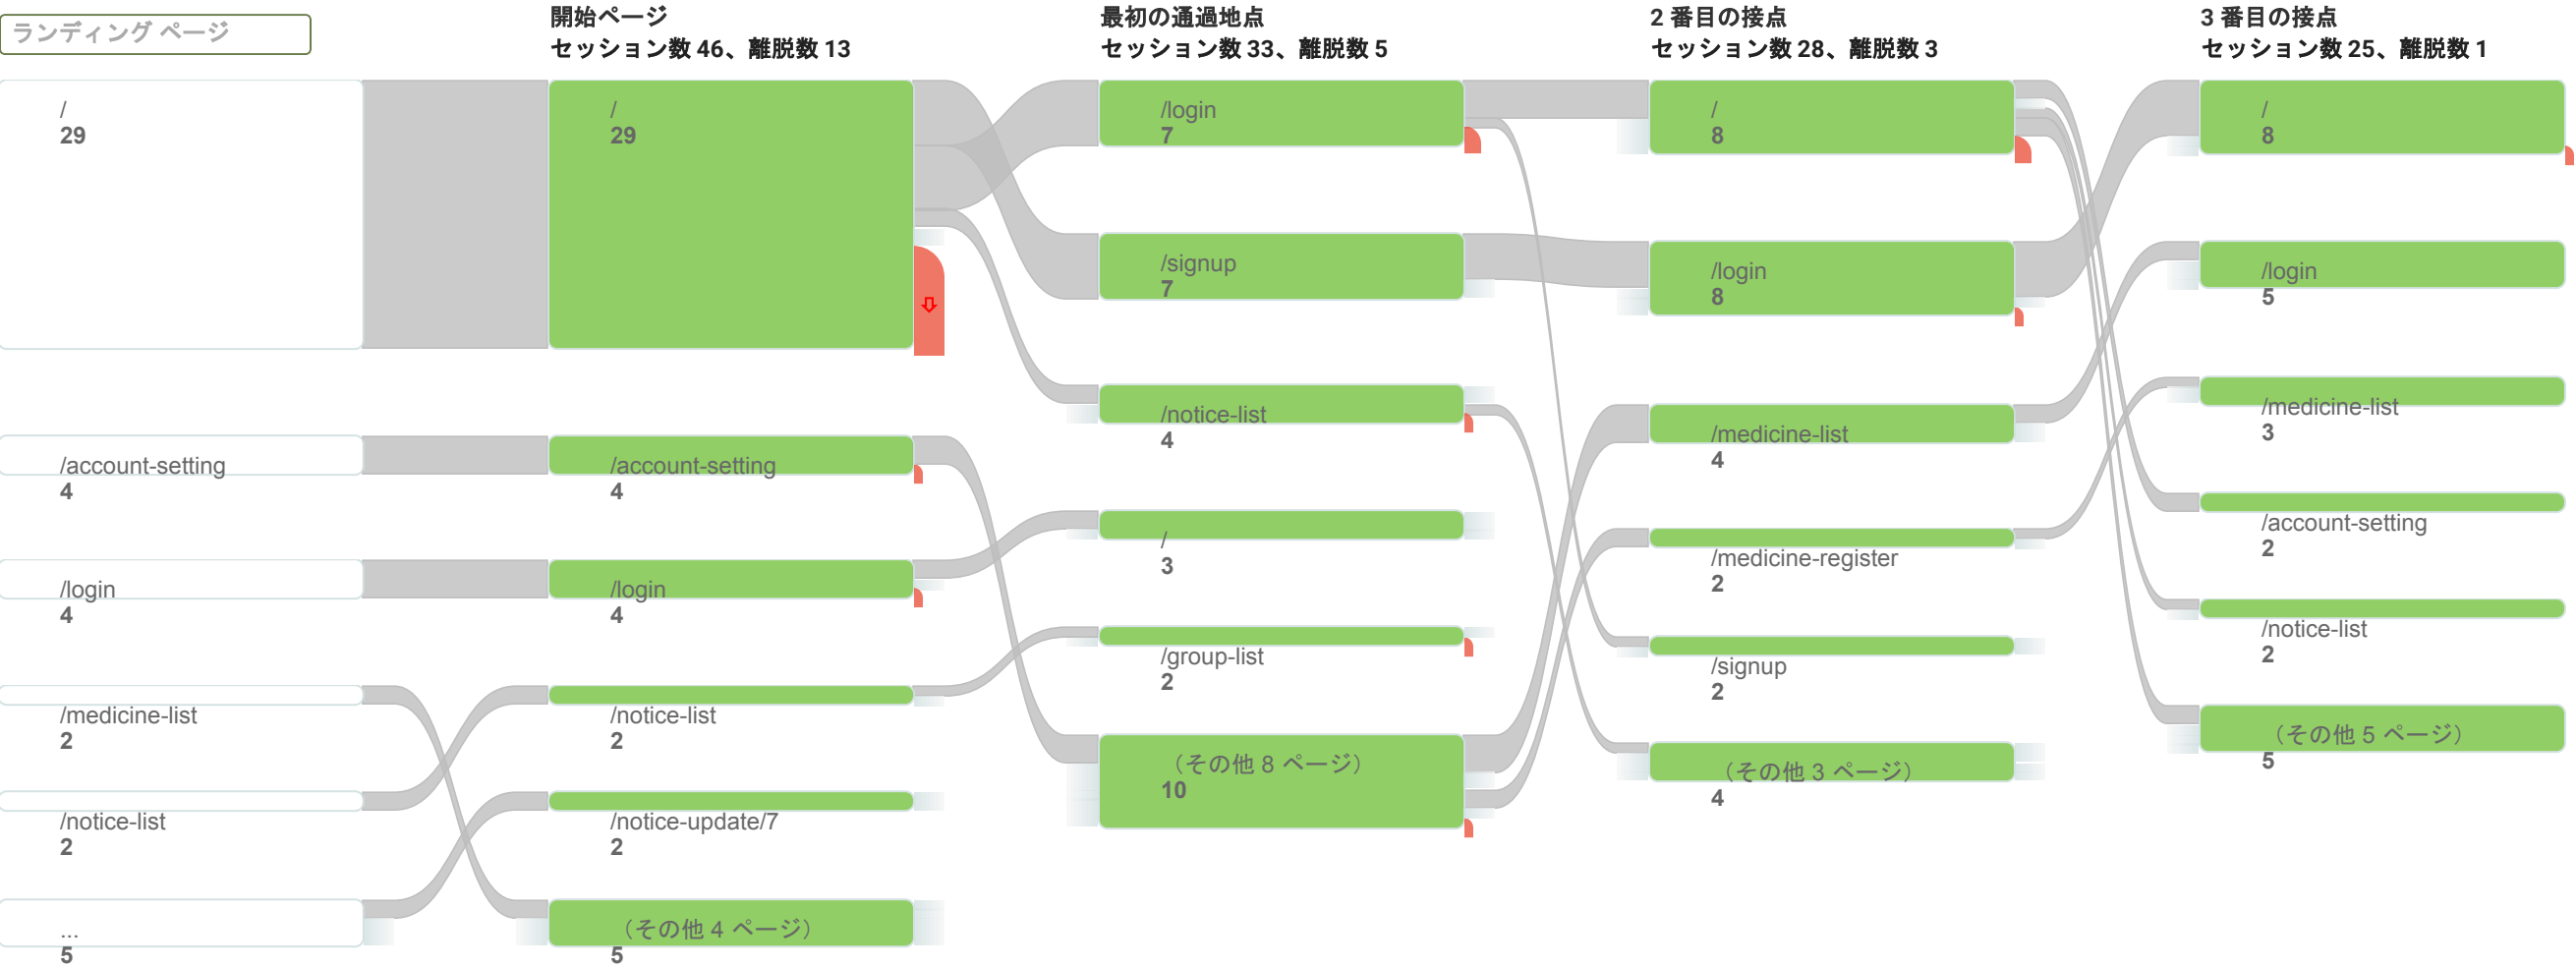 ランディング ページ
/
29
/account-setting
4
/login
4
/medicine-list
2
/notice-list
2
...
5
開始ページ
セッション数 46、離脱数 13
/
29
/account-setting
4
/login
4
/notice-list
2
/notice-update/7
2
（その他 4 ページ）
5
最初の通過地点
セッション数 33、離脱数 5
/login
7
/signup
7
/notice-list
4
/
3
/group-list
2
（その他 8 ページ）
10
2 番目の接点
セッション数 28、離脱数 3
/
8
/login
8
/medicine-list
4
/medicine-register
2
/signup
2
（その他 3 ページ）
4
3 番目の接点
セッション数 25、離脱数 1
/
8
/login
5
/medicine-list
3
/account-setting
2
/notice-list
2
（その他 5 ページ）
5